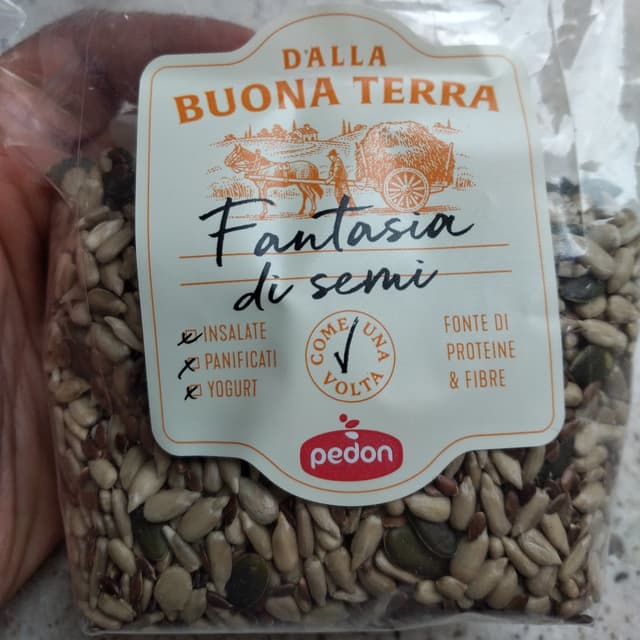 D'ALLA
BUONA TERRA
Fantasia
di semi
INSALATE
PANIFICATI
YOGURT
COME UNA
VOLTA
FONTE DI
PROTEINE
& FIBRE
pedon